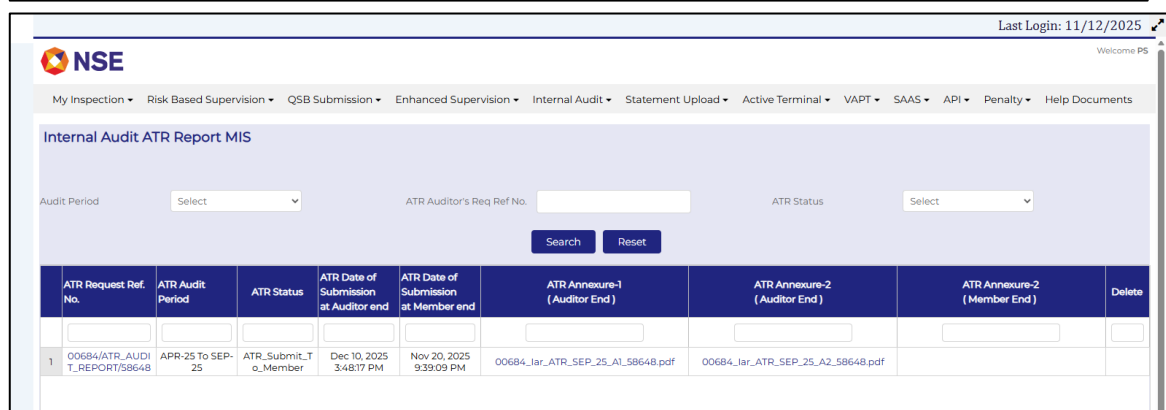 Last Login: 11/12/2025
NSE
Welcome PS
My Inspection Risk Based Supervision QSB Submission Enhanced Supervision Internal Audit Statement Upload Active Terminal VAPT SAAS API Penalty Help Documents
Internal Audit ATR Report MIS
Audit Period Select ATR Auditor's Req Ref No. ATR Status Select
Search Reset
ATR Request Ref. No.
ATR Audit Period
ATR Status
ATR Date of Submission at Auditor end
ATR Date of Submission at Member end
ATR Annexure-1 ( Auditor End )
ATR Annexure-2 ( Auditor End )
ATR Annexure-2 ( Member End )
Delete
1
00684/ATR_AUDI
T_REPORT/58648
APR-25 To SEP-
25
ATR_Submit_T
o_Member
Dec 10, 2025
3:48:17 PM
Nov 20, 2025
9:39:09 PM
00684_Iar_ATR_SEP_25_A1_58648.pdf
00684_Iar_ATR_SEP_25_A2_58648.pdf